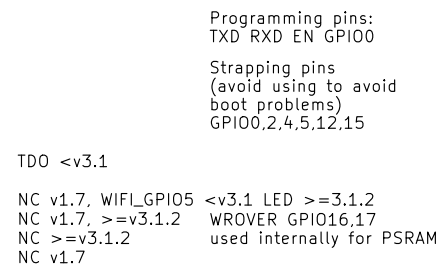 Programming pins:
TXD RXD EN GPIO0
Strapping pins
(avoid using to avoid
boot problems)
GPIO0,2,4,5,12,15
TDO <v3.1
NC v1.7, WIFI_GPIO5 <v3.1 LED >=3.1.2
NC v1.7, >=v3.1.2 WROVER GPIO16,17
NC >=v3.1.2 used internally for PSRAM
NC v1.7